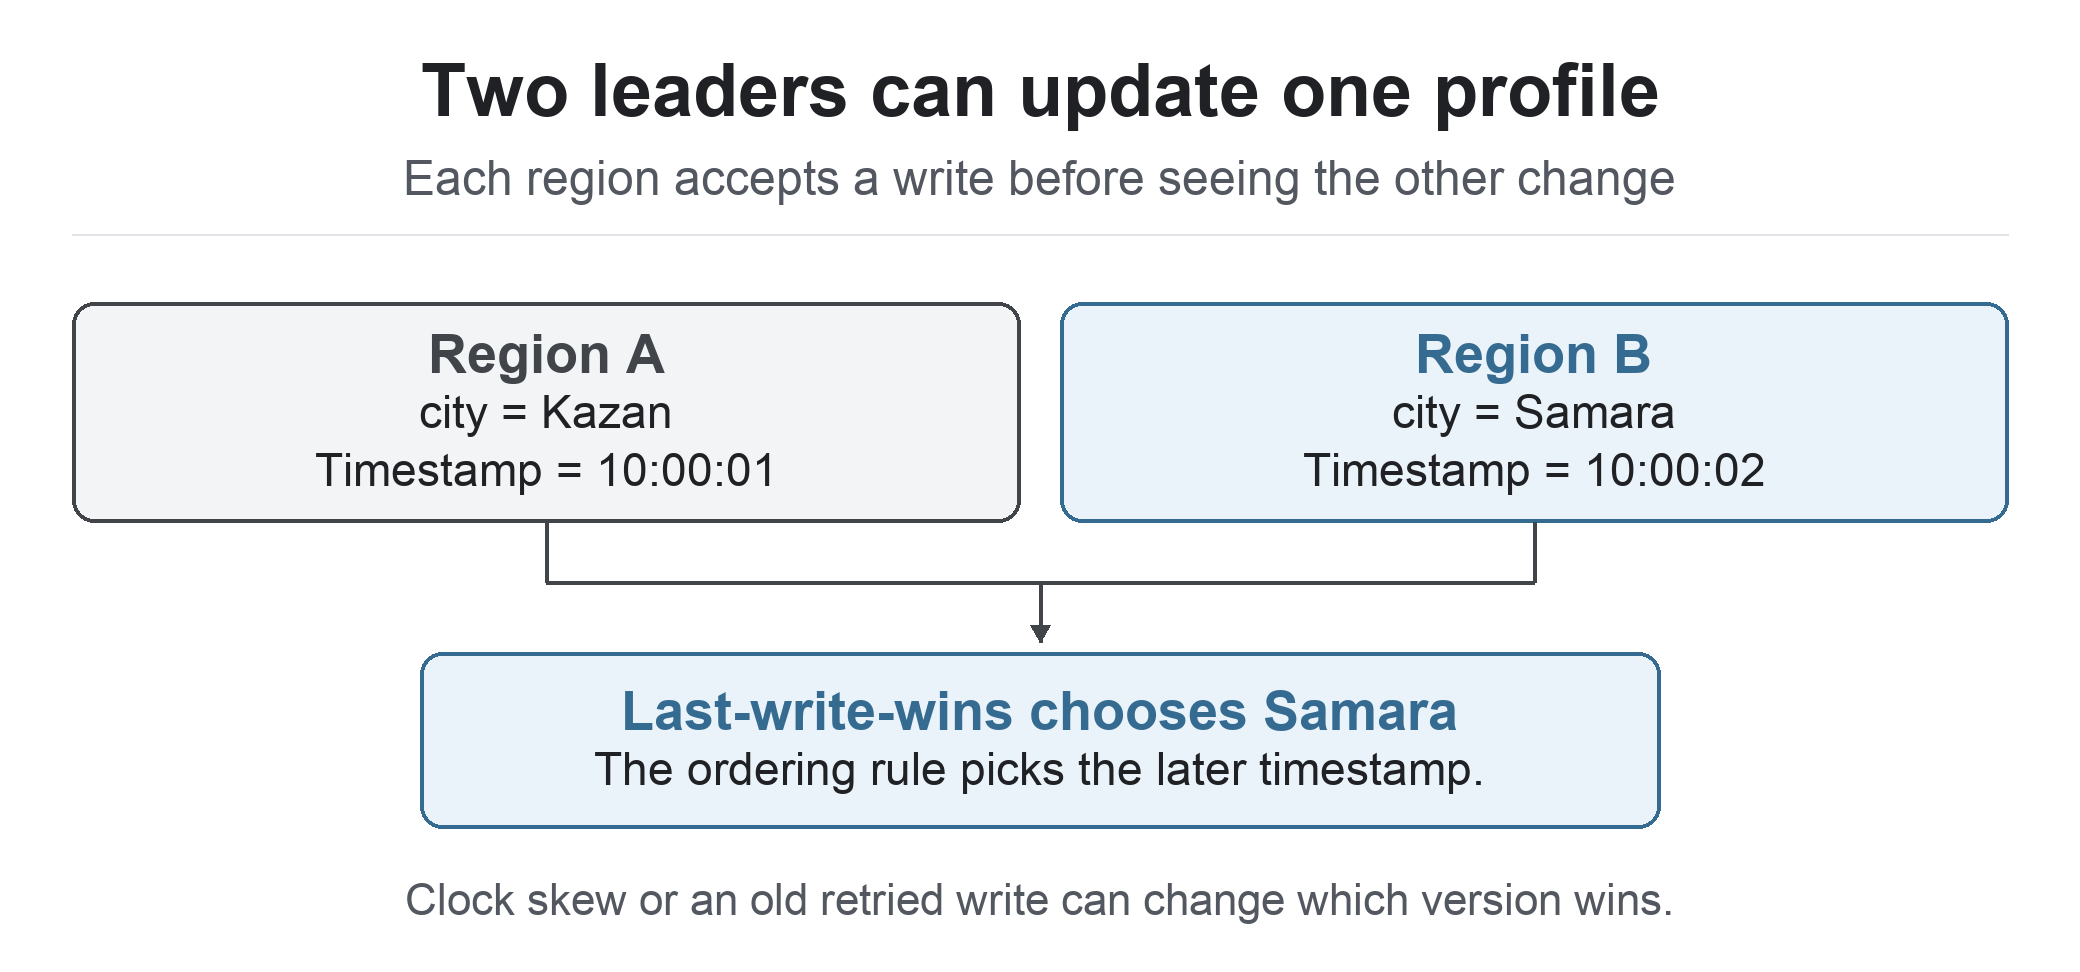 Two leaders can update one profile
Each region accepts a write before seeing the other change
Region A
city = Kazan
Timestamp = 10:00:01
Region B
city = Samara
Timestamp = 10:00:02
Last-write-wins chooses Samara
The ordering rule picks the later timestamp.
Clock skew or an old retried write can change which version wins.